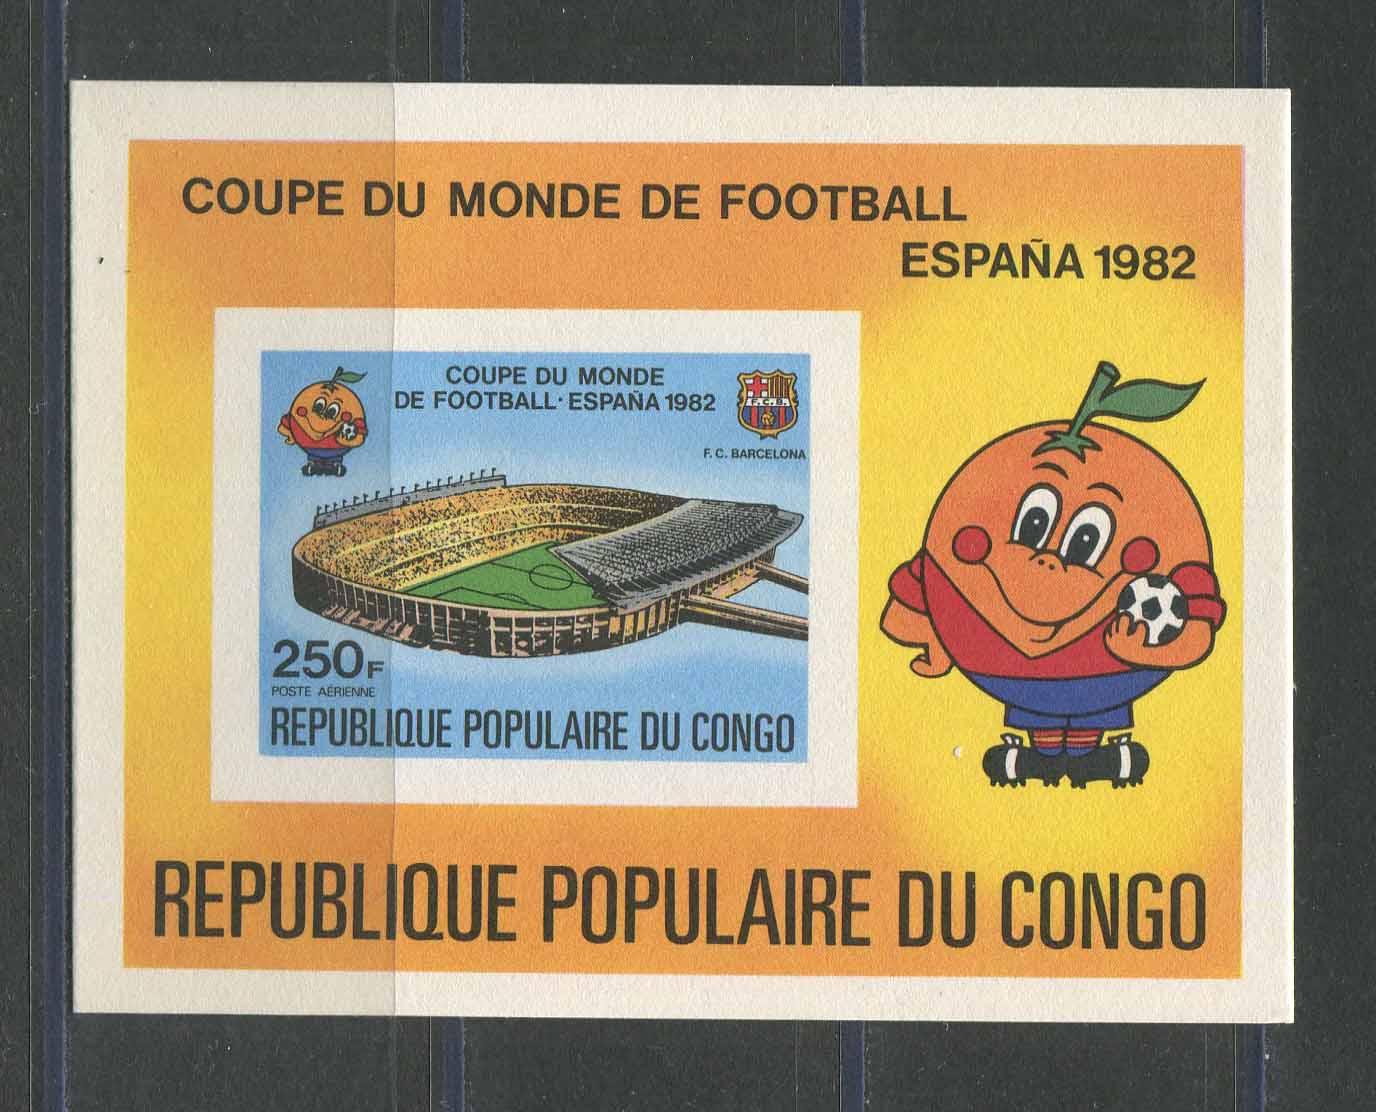 COUPE DU MONDE DE FOOTBALL
ESPAÑA 1982
COUPE DU MONDE
DE FOOTBALL·ESPAÑA 1982
F.C.B.
F. C. BARCELONA
250F
POSTE AÉRIENNE
REPUBLIQUE POPULAIRE DU CONGO
REPUBLIQUE POPULAIRE DU CONGO